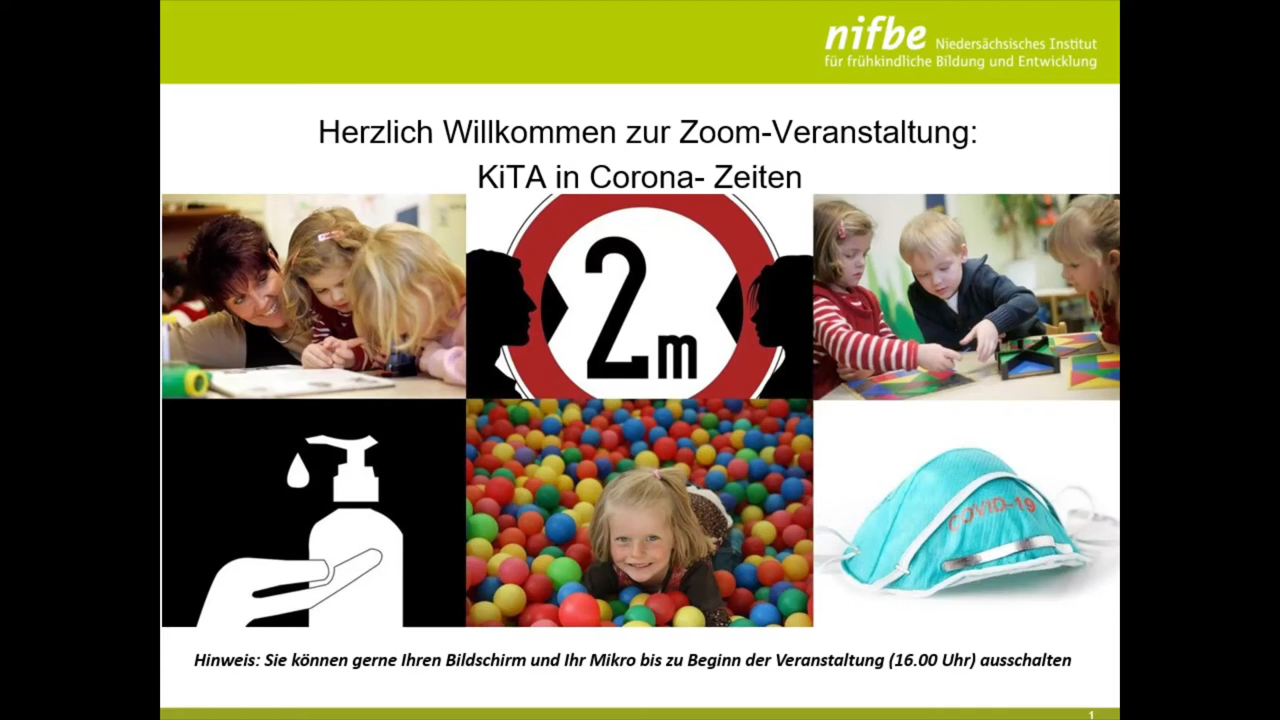 nifbe Niedersächsisches Institut
für frühkindliche Bildung und Entwicklung
Herzlich Willkommen zur Zoom-Veranstaltung:
KiTA in Corona- Zeiten
2m
COVID-19
Hinweis: Sie können gerne Ihren Bildschirm und Ihr Mikro bis zu Beginn der Veranstaltung (16.00 Uhr) ausschalten
1